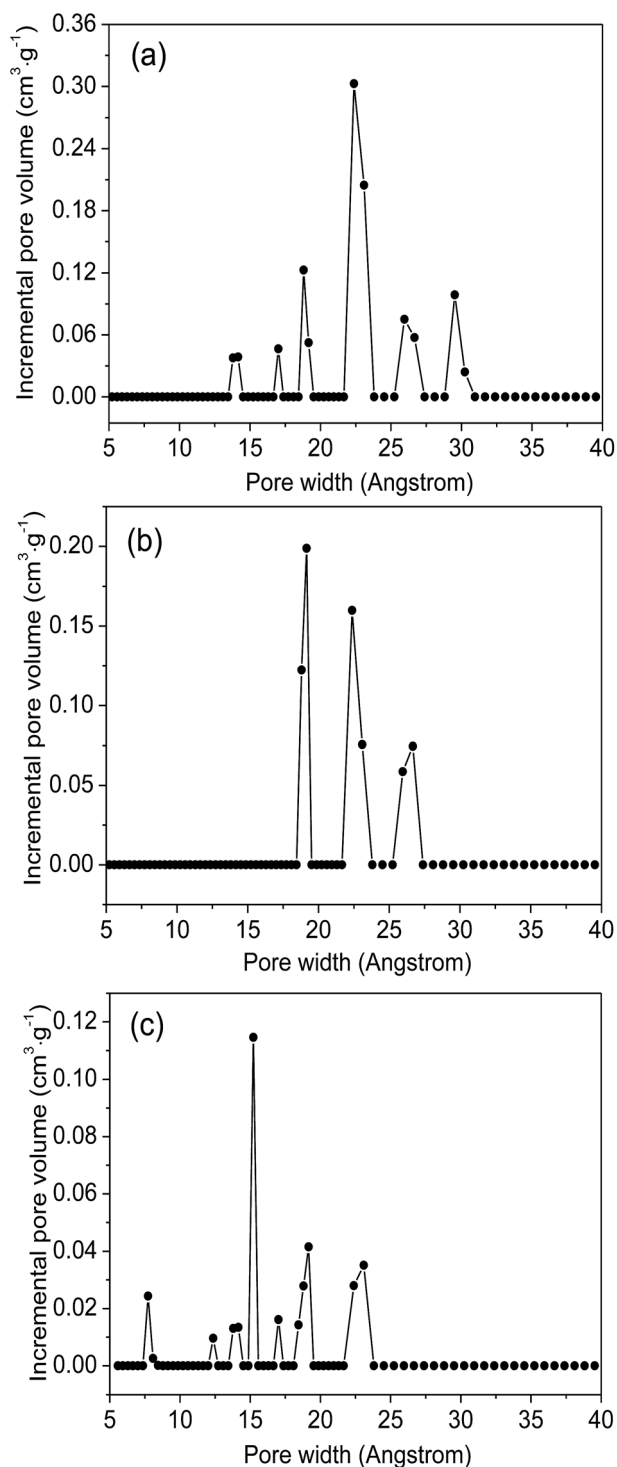 (a)
Incremental pore volume (cm³·g⁻¹)
0.36
0.30
0.24
0.18
0.12
0.06
0.00
5 10 15 20 25 30 35 40
Pore width (Angstrom)
(b)
Incremental pore volume (cm³·g⁻¹)
0.20
0.15
0.10
0.05
0.00
5 10 15 20 25 30 35 40
Pore width (Angstrom)
(c)
Incremental pore volume (cm³·g⁻¹)
0.12
0.10
0.08
0.06
0.04
0.02
0.00
5 10 15 20 25 30 35 40
Pore width (Angstrom)